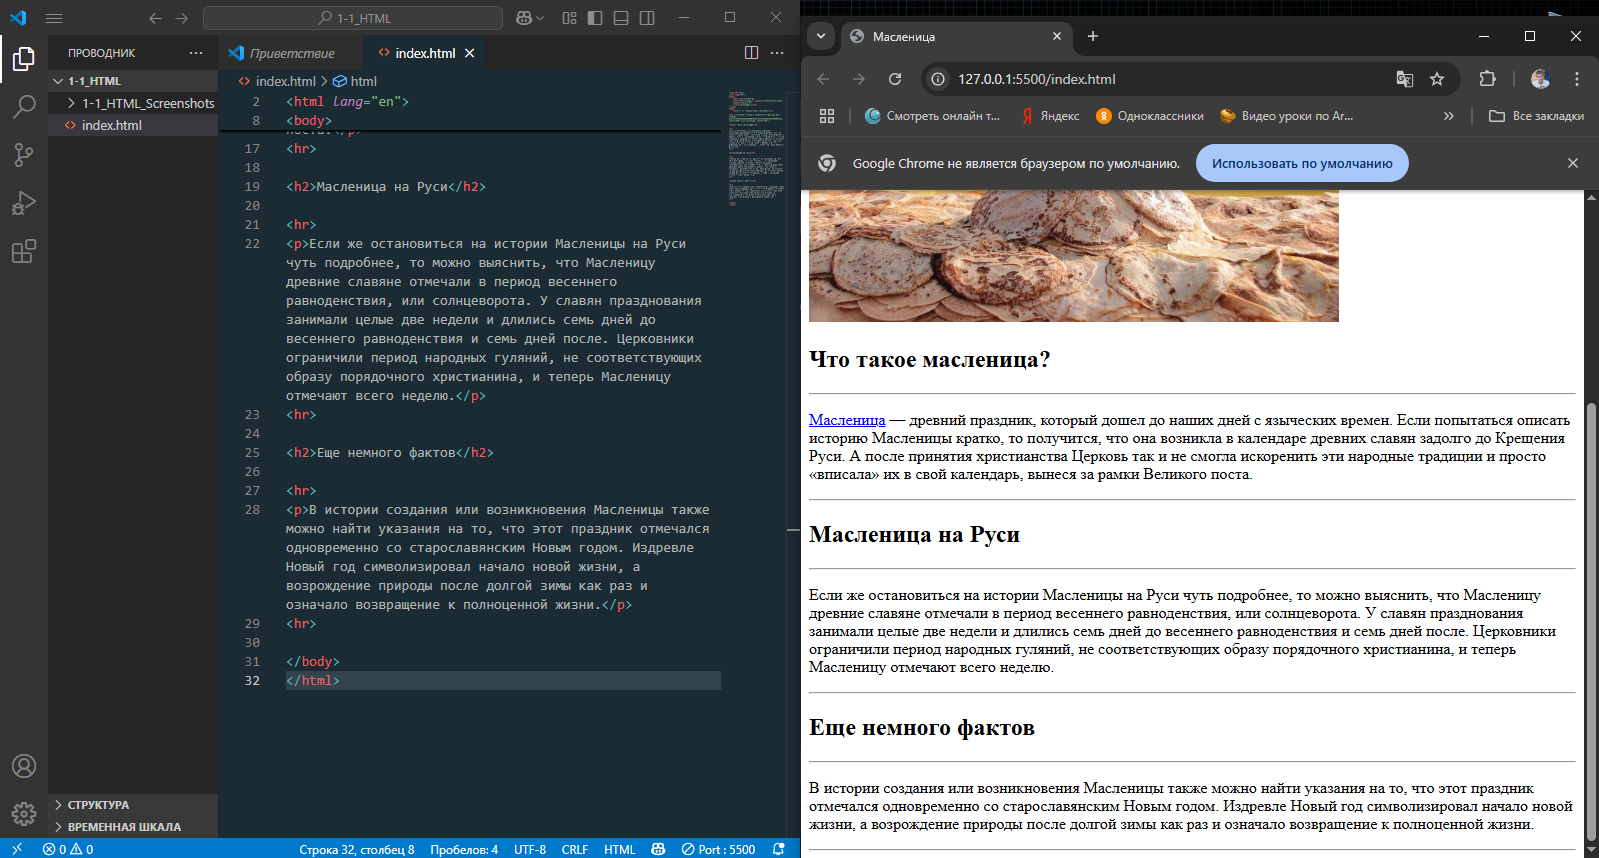 1-1_HTML
ПРОВОДНИК
1-1_HTML
1-1_HTML_Screenshots
index.html
СТРУКТУРА
ВРЕМЕННАЯ ШКАЛА
Приветствие
index.html
index.html > html
2 <html lang="en">
8 <body>
поста.</p>
17 <hr>
18
19 <h2>Масленица на Руси</h2>
20
21 <hr>
22 <p>Если же остановиться на истории Масленицы на Руси
чуть подробнее, то можно выяснить, что Масленицу
древние славяне отмечали в период весеннего
равноденствия, или солнцеворота. У славян празднования
занимали целые две недели и длились семь дней до
весеннего равноденствия и семь дней после. Церковники
ограничили период народных гуляний, не соответствующих
образу порядочного христианина, и теперь Масленицу
отмечают всего неделю.</p>
23 <hr>
24
25 <h2>Еще немного фактов</h2>
26
27 <hr>
28 <p>В истории создания или возникновения Масленицы также
можно найти указания на то, что этот праздник отмечался
одновременно со старославянским Новым годом. Издревле
Новый год символизировал начало новой жизни, а
возрождение природы после долгой зимы как раз и
означало возвращение к полноценной жизни.</p>
29 <hr>
30
31 </body>
32 </html>
0 0
Строка 32, столбец 8 Пробелов: 4 UTF-8 CRLF HTML Port : 5500
Масленица
127.0.0.1:5500/index.html
Смотреть онлайн т...
Яндекс
Одноклассники
Видео уроки по Ar...
Все закладки
Google Chrome не является браузером по умолчанию.
Использовать по умолчанию
Что такое масленица?
Масленица — древний праздник, который дошел до наших дней с языческих времен. Если попытаться описать
историю Масленицы кратко, то получится, что она возникла в календаре древних славян задолго до Крещения
Руси. А после принятия христианства Церковь так и не смогла искоренить эти народные традиции и просто
«вписала» их в свой календарь, вынеся за рамки Великого поста.
Масленица на Руси
Если же остановиться на истории Масленицы на Руси чуть подробнее, то можно выяснить, что Масленицу
древние славяне отмечали в период весеннего равноденствия, или солнцеворота. У славян празднования
занимали целые две недели и длились семь дней до весеннего равноденствия и семь дней после. Церковники
ограничили период народных гуляний, не соответствующих образу порядочного христианина, и теперь
Масленицу отмечают всего неделю.
Еще немного фактов
В истории создания или возникновения Масленицы также можно найти указания на то, что этот праздник
отмечался одновременно со старославянским Новым годом. Издревле Новый год символизировал начало новой
жизни, а возрождение природы после долгой зимы как раз и означало возвращение к полноценной жизни.